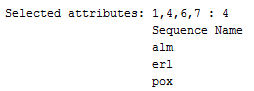 Selected attributes: 1,4,6,7 : 4
Sequence Name
alm
erl
pox